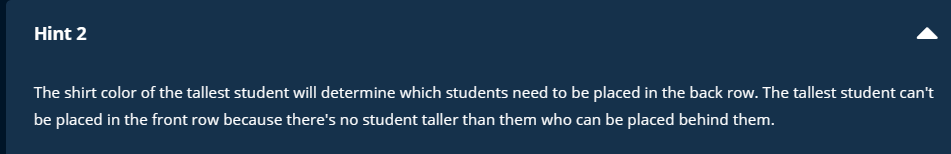 Hint 2
The shirt color of the tallest student will determine which students need to be placed in the back row. The tallest student can't
be placed in the front row because there's no student taller than them who can be placed behind them.